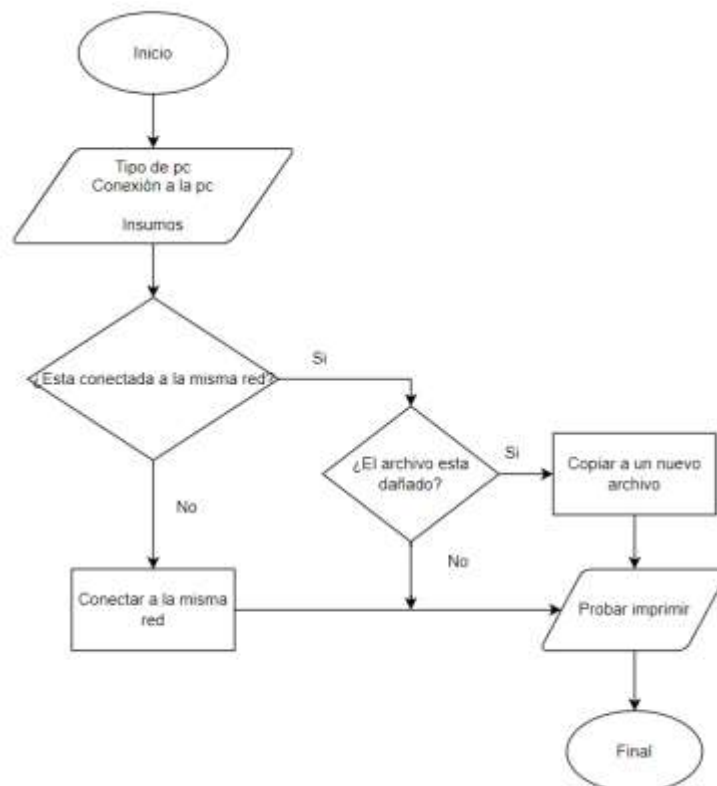 Inicio
Tipo de pc
Conexión a la pc
Insumos
¿Esta conectada a la misma red?
Si
¿El archivo esta
dañado?
Si
Copiar a un nuevo
archivo
No
No
Conectar a la misma
red
Probar imprimir
Final